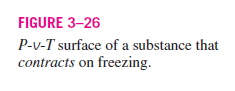 FIGURE 3–26
P-v-T surface of a substance that
contracts on freezing.